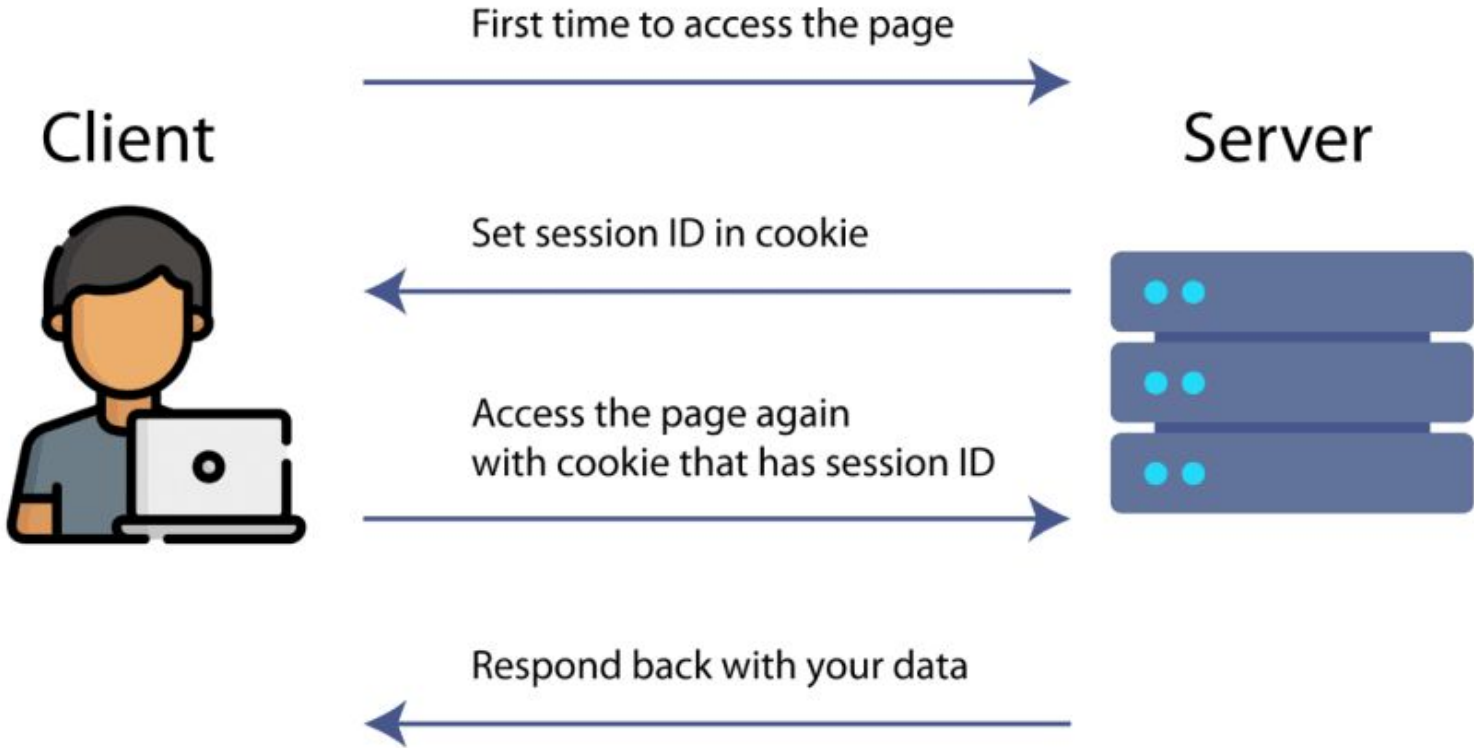 First time to access the page
Client
Server
Set session ID in cookie
Access the page again
with cookie that has session ID
Respond back with your data